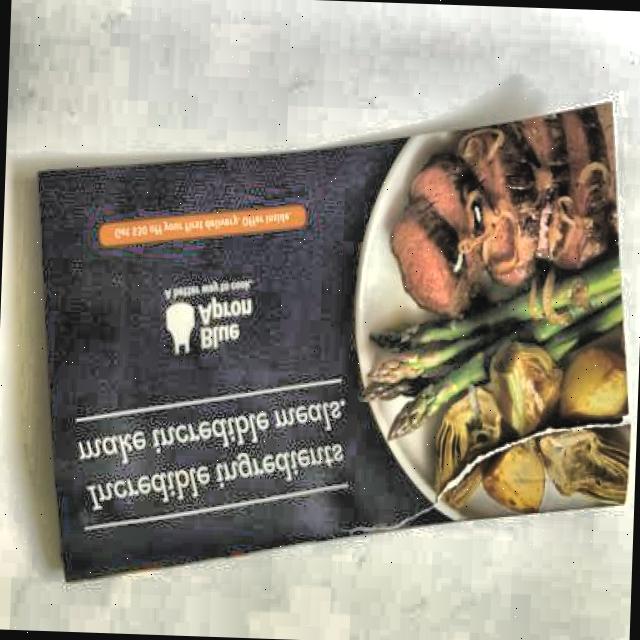 Incredible ingredients
make incredible meals.
Blue
Apron
A better way to cook.
Get $30 off your first delivery. Offer inside.